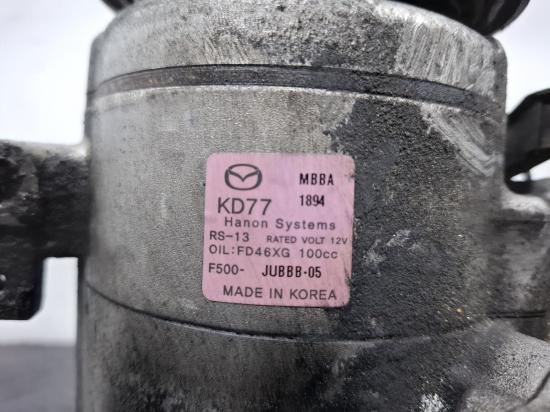 MBBA
KD77 1894
Hanon Systems
RS-13 RATED VOLT 12V
OIL:FD46XG 100cc
F500- JUBBB-05
MADE IN KOREA